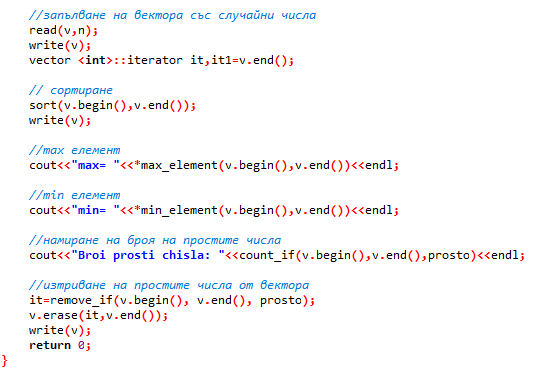 //запълване на вектора със случайни числа
read(v,n);
write(v);
vector <int>::iterator it,it1=v.end();
// сортиране
sort(v.begin(),v.end());
write(v);
//max елемент
cout<<"max= "<<*max_element(v.begin(),v.end())<<endl;
//min елемент
cout<<"min= "<<*min_element(v.begin(),v.end())<<endl;
//намиране на броя на простите числа
cout<<"Broi prosti chisla: "<<count_if(v.begin(),v.end(),prosto)<<endl;
//изтриване на простите числа от вектора
it=remove_if(v.begin(), v.end(), prosto);
v.erase(it,v.end());
write(v);
return 0;
}